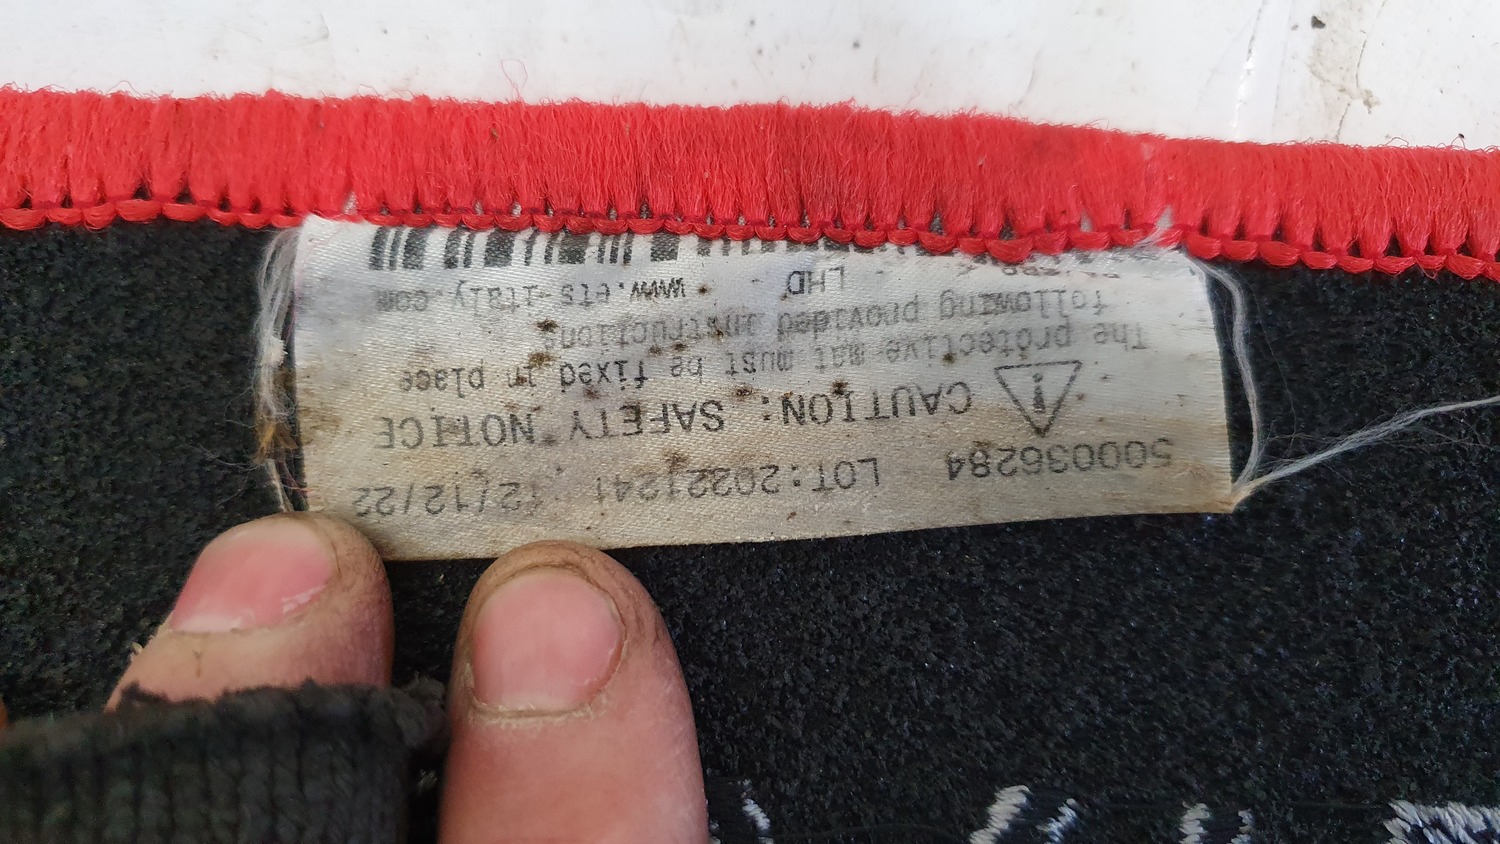 500036284 LOT:20221241 12/12/22
CAUTION: SAFETY NOTICE
The protective mat must be fixed in place
following provided instructions
LHD www.ets-italy.com